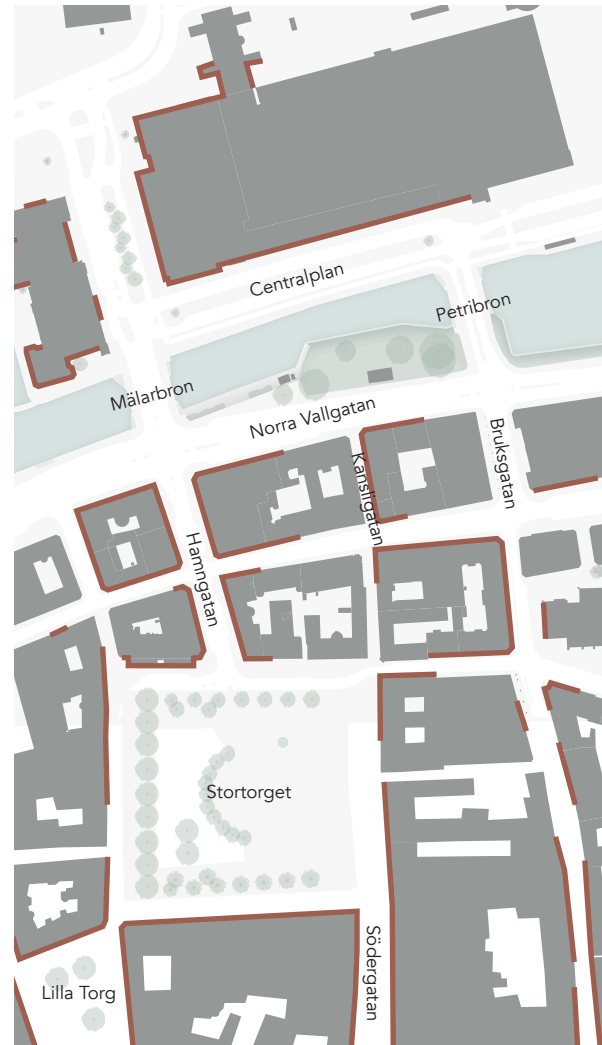 Centralplan
Petribron
Mälarbron
Norra Vallgatan
Kansligatan
Bruksgatan
Hamngatan
Stortorget
Södergatan
Lilla Torg